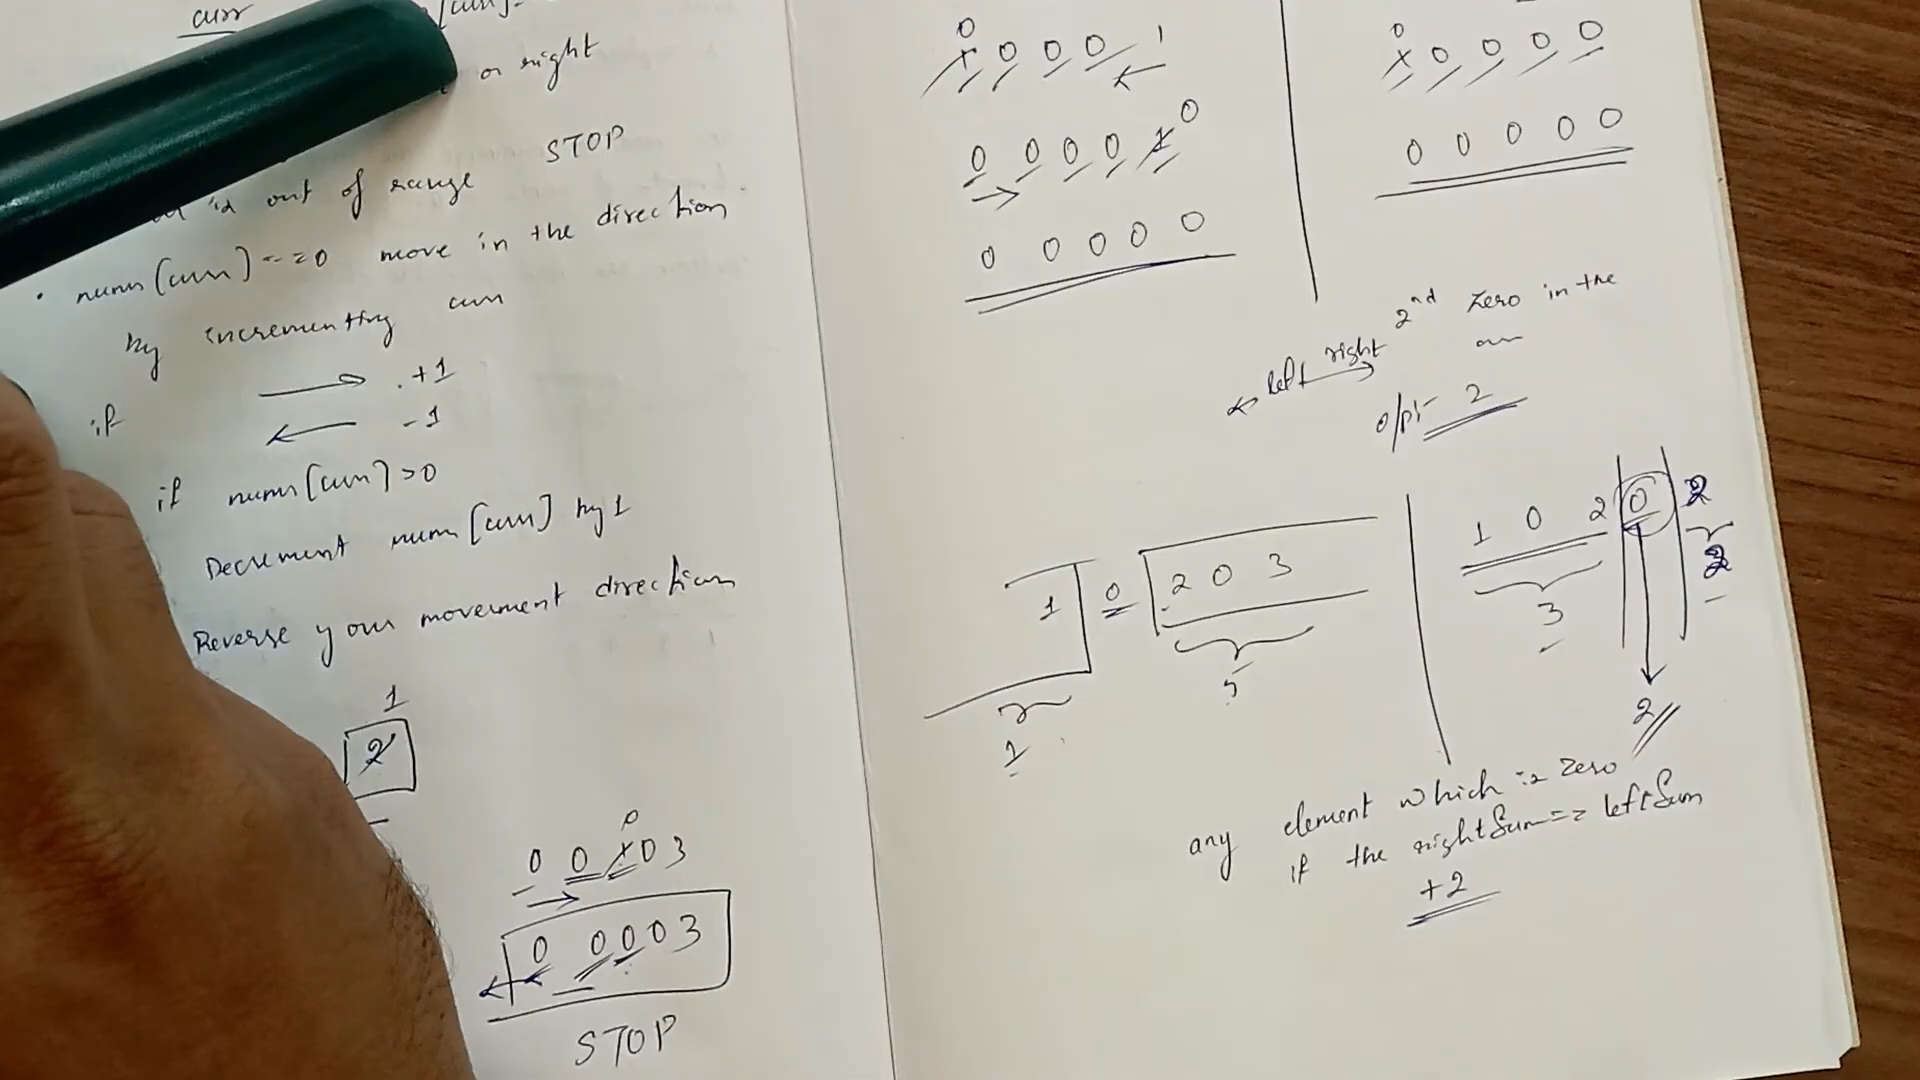 curr
or right
STOP
is out of range
nums[curr] == 0 move in the direction
by incrementing curr
+1
if
-1
if nums[curr] > 0
Decrement nums[curr] by 1
Reverse your movement direction
1
2
0
0 0 1 0 3
0 0 0 0 3
STOP
0
1 0 0 0 1
0
0 0 0 0 1
0 0 0 0 0
0
1 0 0 0 0
0 0 0 0 0
left right 2nd zero in the
arr
o/p:- 2
1 0 2 0 3
5
1
1 0 2 0 2
3
2
2
any element which is zero
if the rightSum == leftSum
+2